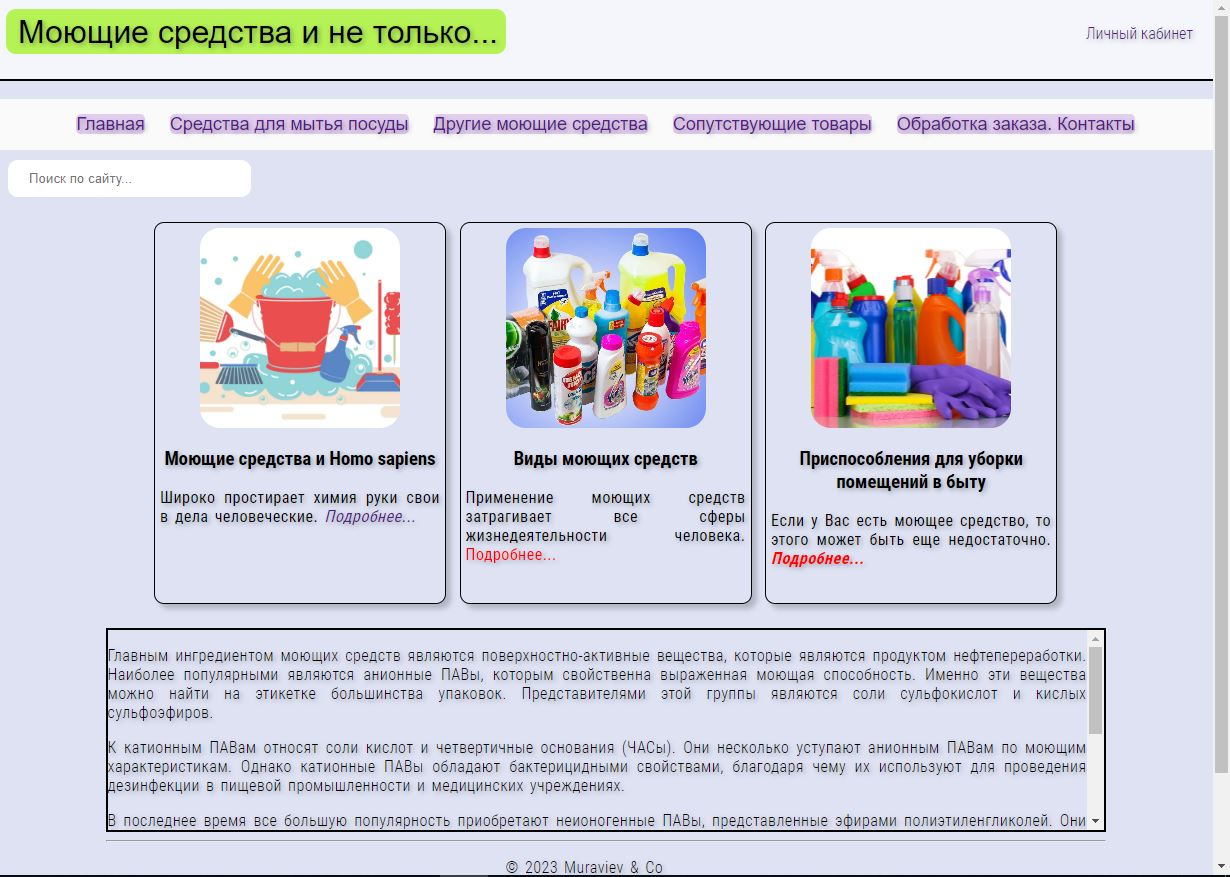 Моющие средства и не только...
Личный кабинет
Главная Средства для мытья посуды Другие моющие средства Сопутствующие товары Обработка заказа. Контакты
Поиск по сайту...
Моющие средства и Homo sapiens
Широко простирает химия руки свои
в дела человеческие. Подробнее...
Виды моющих средств
Применение моющих средств
затрагивает все сферы
жизнедеятельности человека.
Подробнее...
Приспособления для уборки
помещений в быту
Если у Вас есть моющее средство, то
этого может быть еще недостаточно.
Подробнее...
Главным ингредиентом моющих средств являются поверхностно-активные вещества, которые являются продуктом нефтепереработки.
Наиболее популярными являются анионные ПАВы, которым свойственна выраженная моющая способность. Именно эти вещества
можно найти на этикетке большинства упаковок. Представителями этой группы являются соли сульфокислот и кислых
сульфоэфиров.
К катионным ПАВам относят соли кислот и четвертичные основания (ЧАСы). Они несколько уступают анионным ПАВам по моющим
характеристикам. Однако катионные ПАВы обладают бактерицидными свойствами, благодаря чему их используют для проведения
дезинфекции в пищевой промышленности и медицинских учреждениях.
В последнее время все большую популярность приобретают неионогенные ПАВы, представленные эфирами полиэтиленгликолей. Они
© 2023 Muraviev & Co